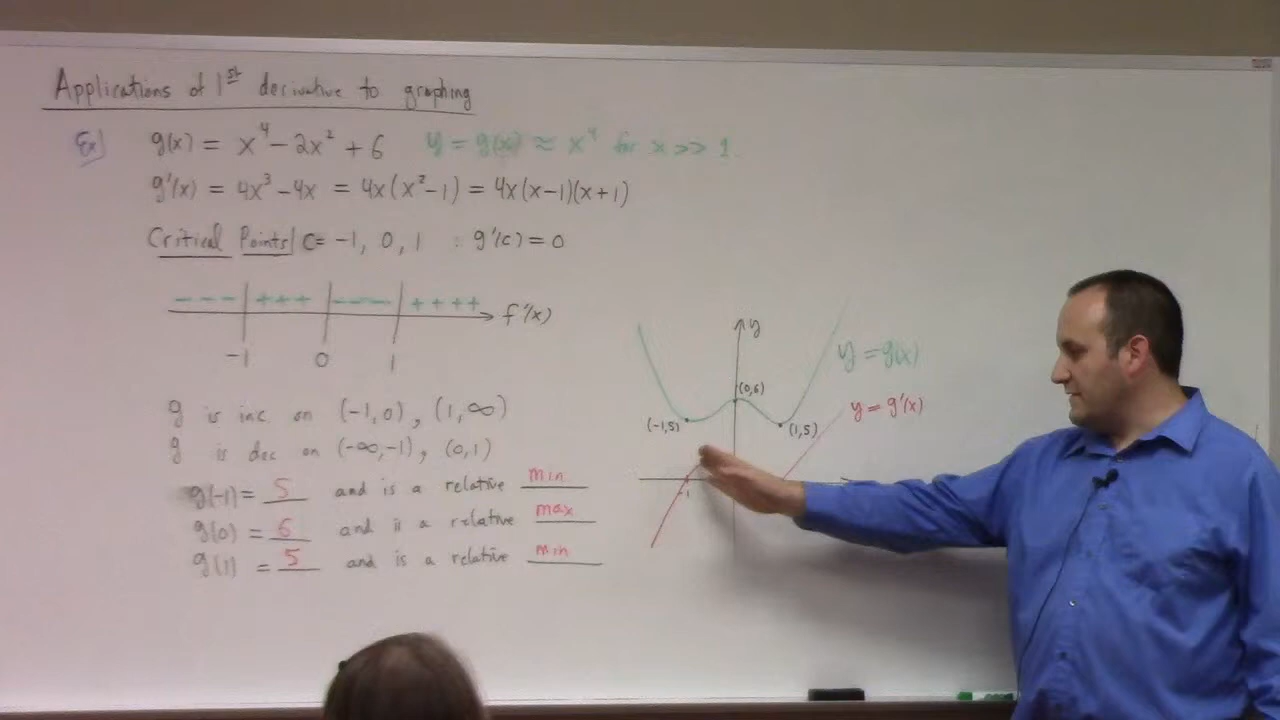 Applications of 1st derivative to graphing
Ex) g(x) = x⁴ - 2x² + 6 y = g(x) ≈ x⁴ for x >> 1.
g'(x) = 4x³ - 4x = 4x(x² - 1) = 4x(x-1)(x+1)
Critical Points/ C = -1, 0, 1 : g'(c) = 0
- - - +++ ---- ++++ f'(x)
-1 0 1
g is inc on (-1,0), (1,∞)
g is dec on (-∞,-1), (0,1)
g(-1) = 5 and is a relative min
g(0) = 6 and is a relative max
g(1) = 5 and is a relative min
y
y = g(x)
(0,6)
y = g'(x)
(-1,5)
(1,5)
-1